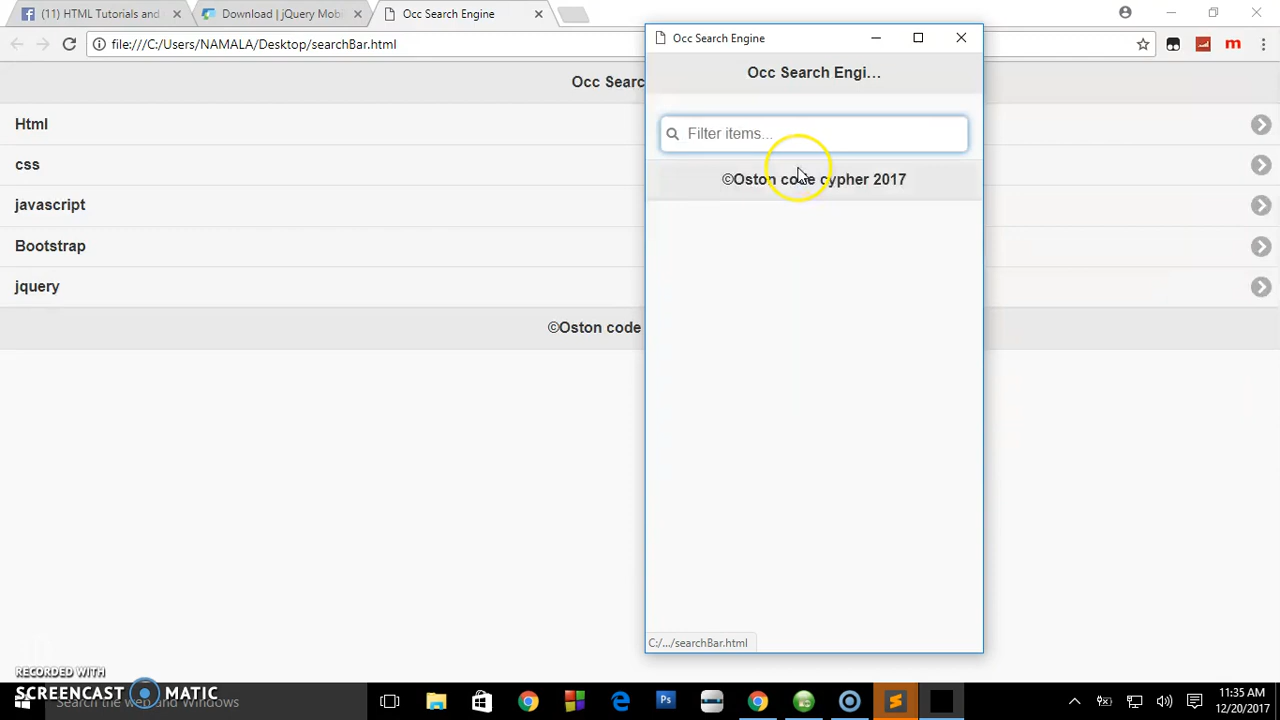 (11) HTML Tutorials and
Download | jQuery Mobi
Occ Search Engine
file:///C:/Users/NAMALA/Desktop/searchBar.html
Occ Search Engine
Occ Searc
Occ Search Engi...
Html
Filter items...
css
©Oston code cypher 2017
javascript
Bootstrap
jquery
©Oston code
C:/.../searchBar.html
RECORDED WITH
SCREENCAST MATIC
Search the web and Windows
Ps
11:35 AM
12/20/2017